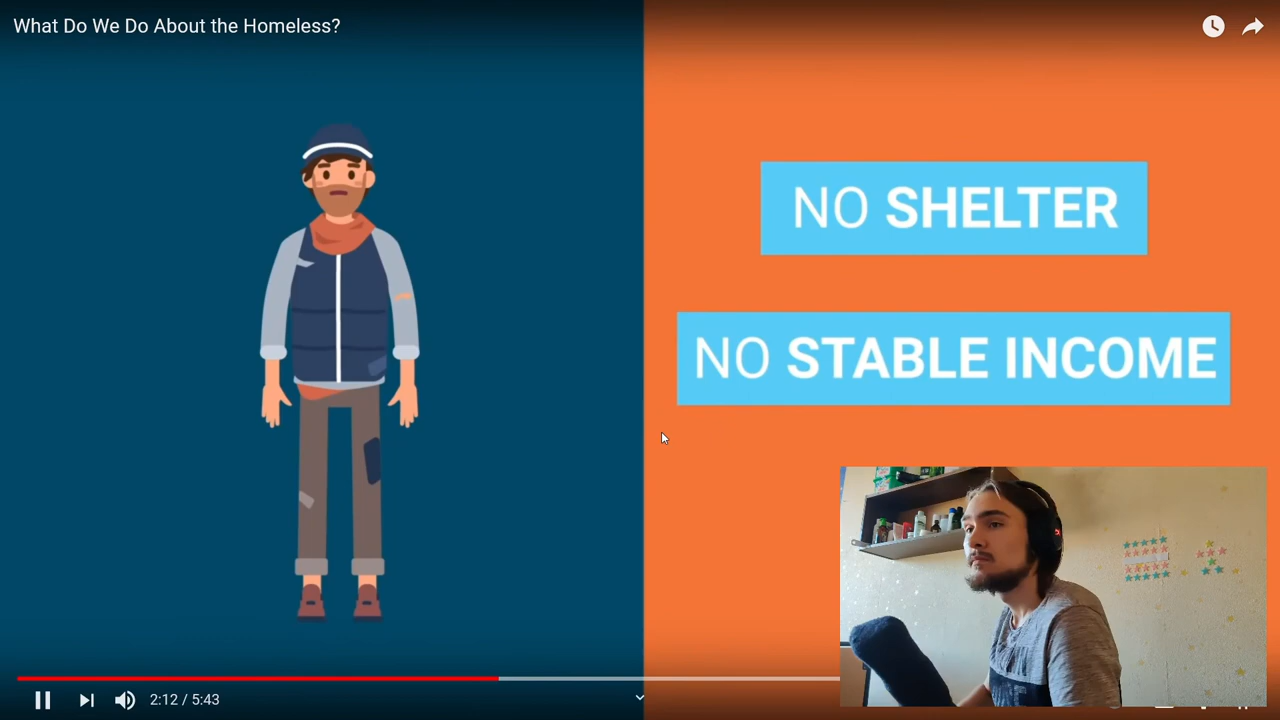 What Do We Do About the Homeless?
NO SHELTER
NO STABLE INCOME
2:12 / 5:43